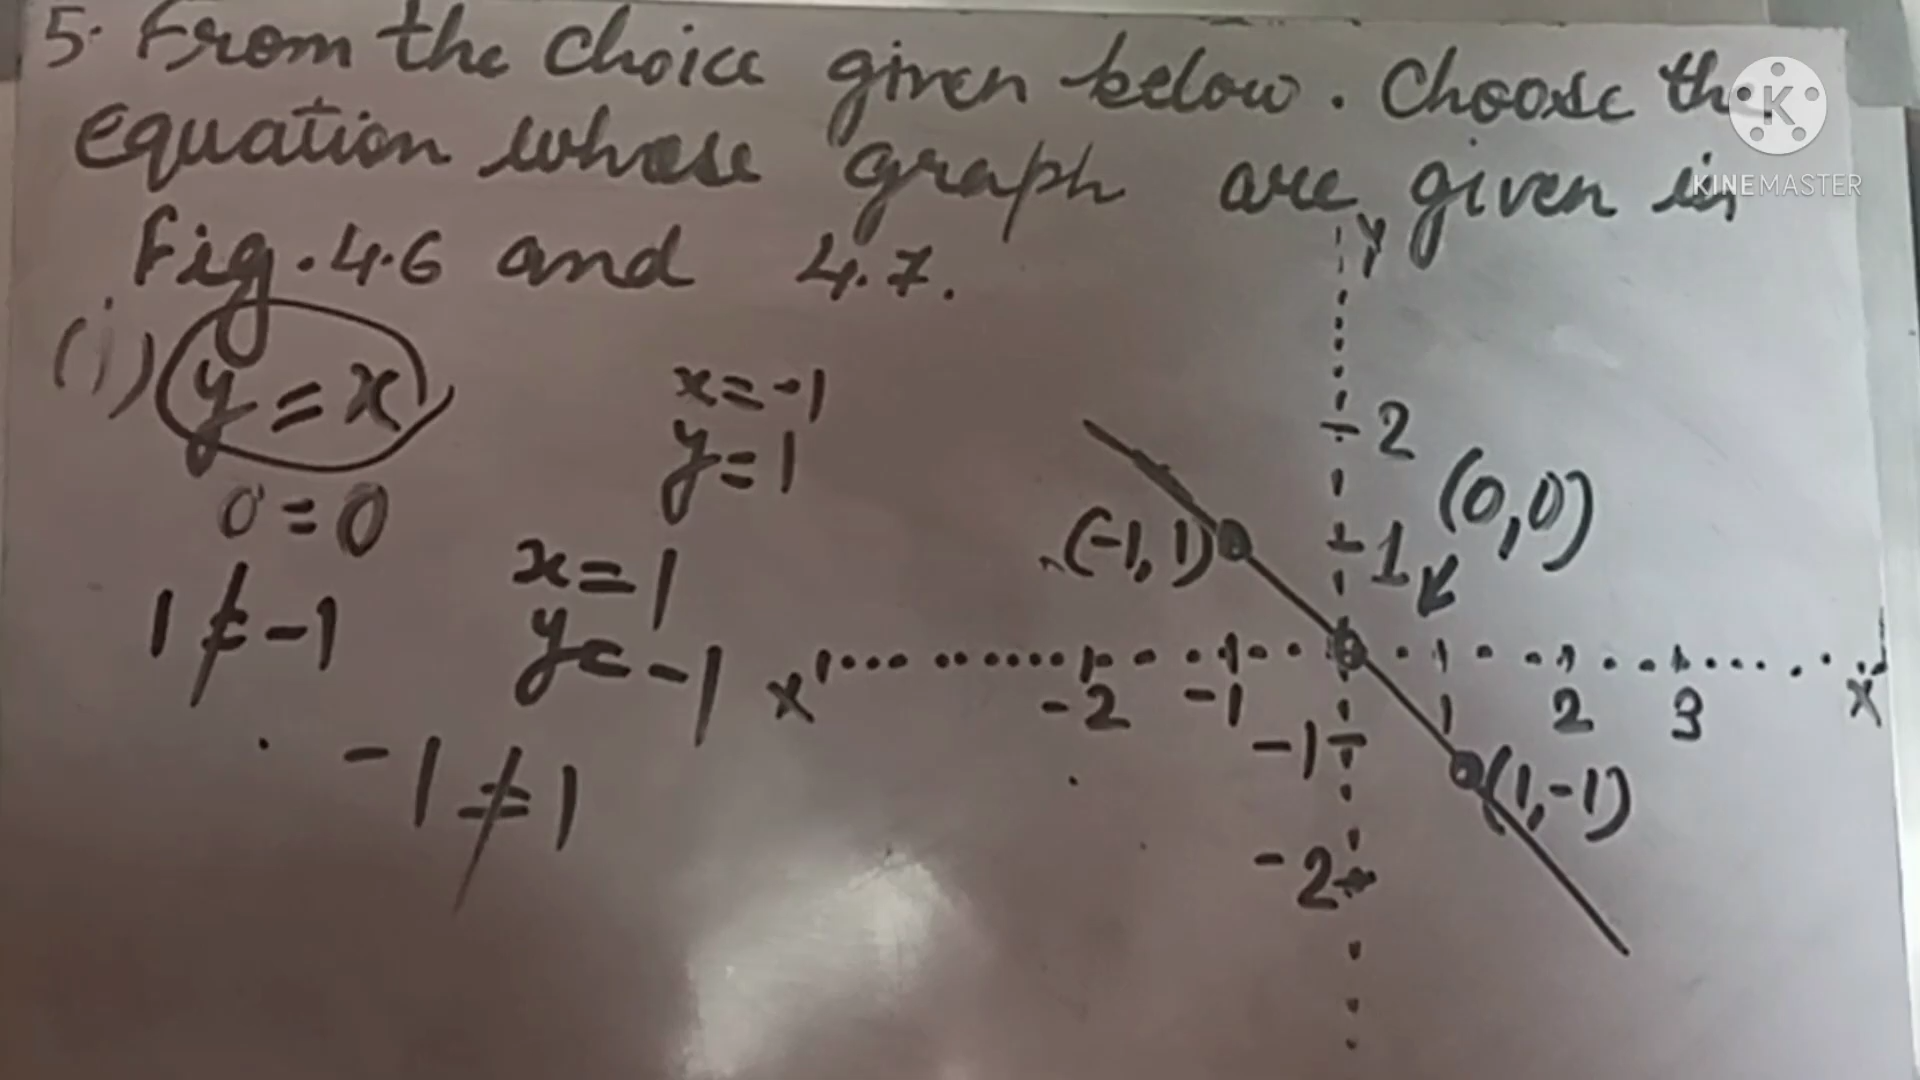 5. From the choice given below. Choose the
equation whose graph are given in
Fig. 4.6 and 4.7.
(i) y = x
0 = 0
1 ≠ -1
-1 ≠ 1
x = -1
y = 1
x = 1
y = -1
Y
2
1
(0,0)
(-1, 1)
X' -2 -1 1 2 3 X
-1
(1,-1)
-2
K
KINEMASTER